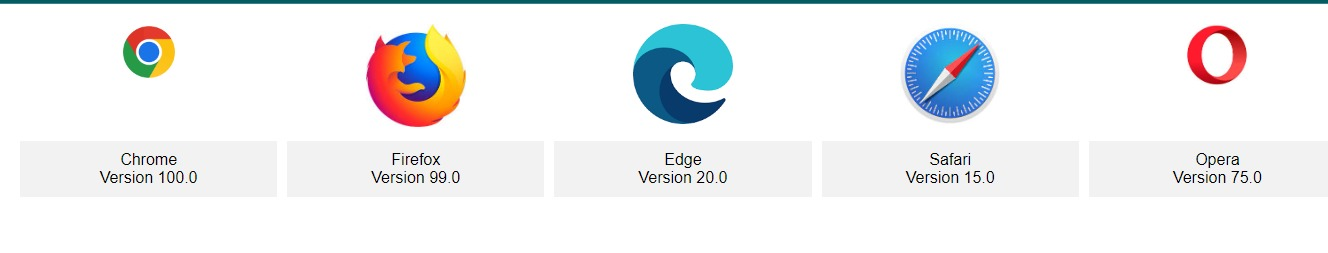 Chrome
Version 100.0
Firefox
Version 99.0
Edge
Version 20.0
Safari
Version 15.0
Opera
Version 75.0